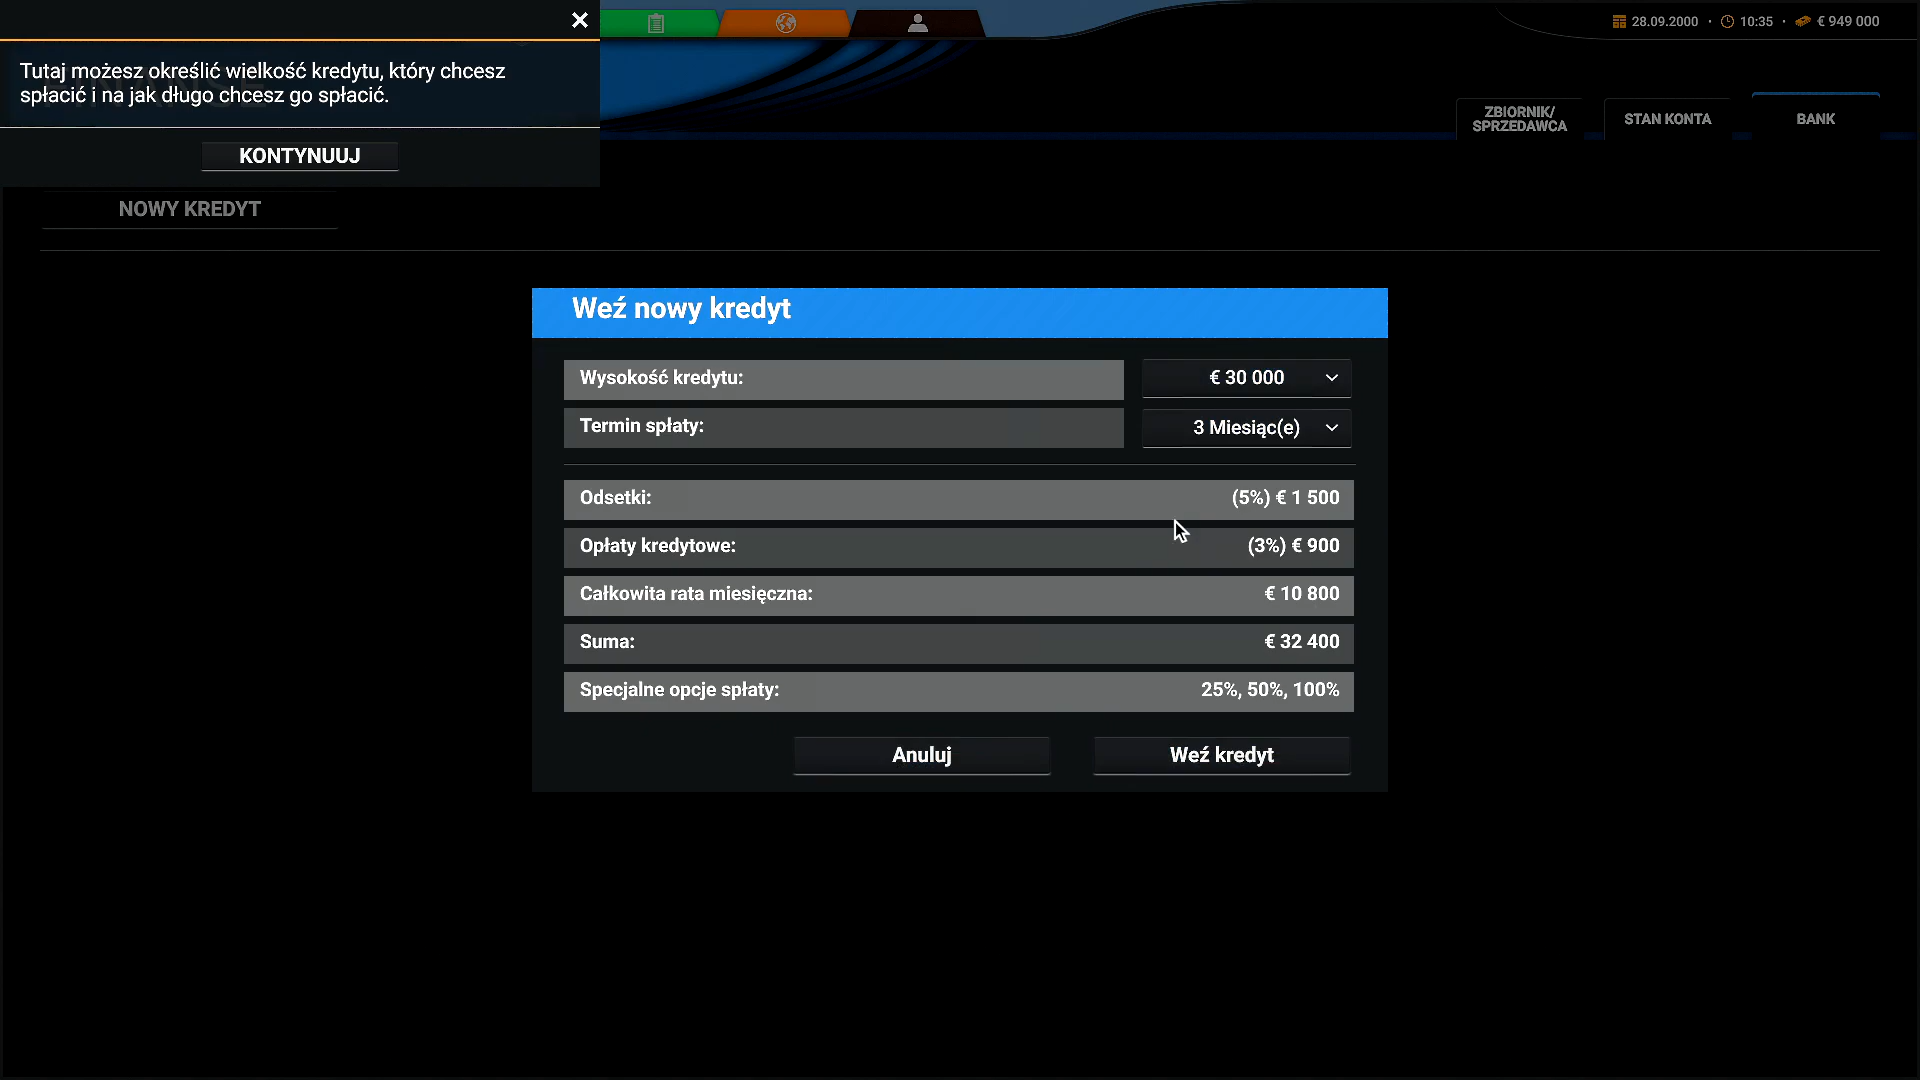 28.09.2000 · 10:35 · € 949 000
Tutaj możesz określić wielkość kredytu, który chcesz
spłacić i na jak długo chcesz go spłacić.
KONTYNUUJ
ZBIORNIK/
SPRZEDAWCA
STAN KONTA
BANK
NOWY KREDYT
Weź nowy kredyt
Wysokość kredytu: € 30 000
Termin spłaty: 3 Miesiąc(e)
Odsetki: (5%) € 1 500
Opłaty kredytowe: (3%) € 900
Całkowita rata miesięczna: € 10 800
Suma: € 32 400
Specjalne opcje spłaty: 25%, 50%, 100%
Anuluj
Weź kredyt